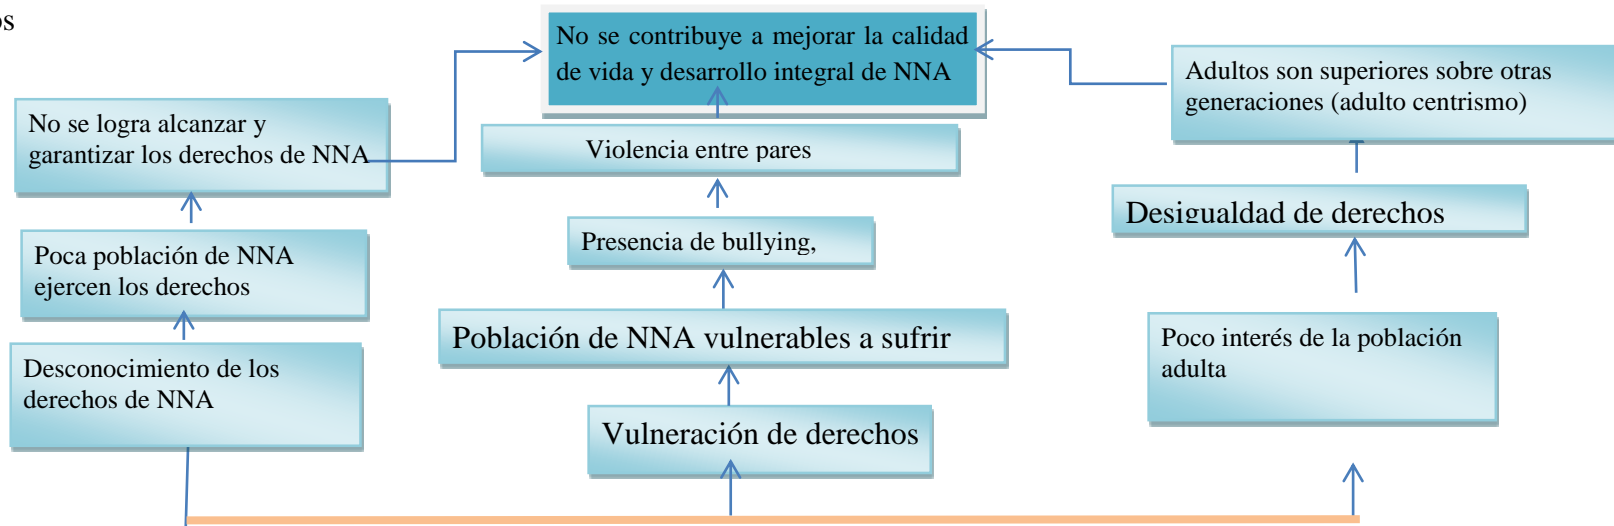 os
No se contribuye a mejorar la calidad
de vida y desarrollo integral de NNA
No se logra alcanzar y
garantizar los derechos de NNA
Violencia entre pares
Adultos son superiores sobre otras
generaciones (adulto centrismo)
Poca población de NNA
ejercen los derechos
Presencia de bullying,
Desigualdad de derechos
Desconocimiento de los
derechos de NNA
Población de NNA vulnerables a sufrir
Vulneración de derechos
Poco interés de la población
adulta